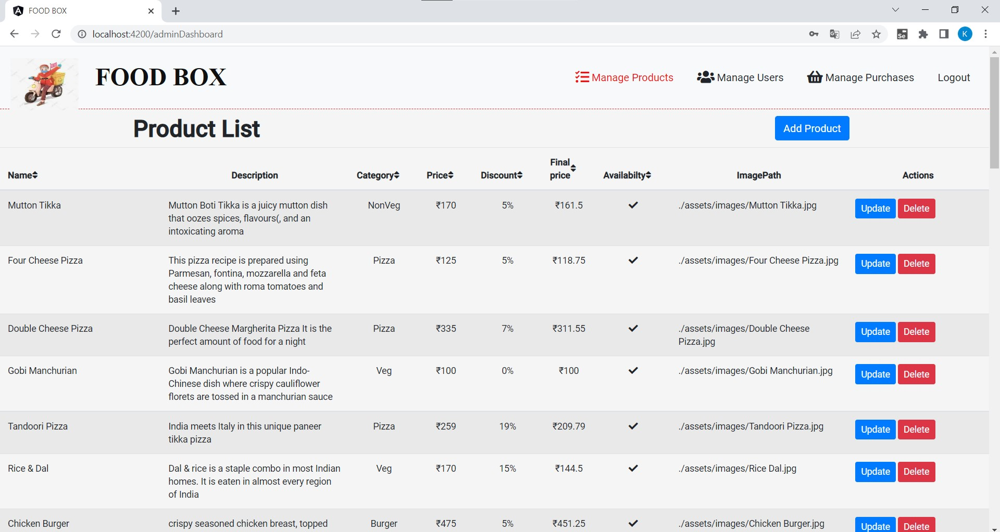 FOOD BOX
localhost:4200/adminDashboard
K
FOOD BOX
Manage Products
Manage Users
Manage Purchases
Logout
Product List
Add Product
Name
Description
Category
Price
Discount
Final
price
Availabilty
ImagePath
Actions
Mutton Tikka
Mutton Boti Tikka is a juicy mutton dish
that oozes spices, flavours(, and an
intoxicating aroma
NonVeg
₹170
5%
₹161.5
./assets/images/Mutton Tikka.jpg
Update
Delete
Four Cheese Pizza
This pizza recipe is prepared using
Parmesan, fontina, mozzarella and feta
cheese along with roma tomatoes and
basil leaves
Pizza
₹125
5%
₹118.75
./assets/images/Four Cheese Pizza.jpg
Update
Delete
Double Cheese Pizza
Double Cheese Margherita Pizza It is the
perfect amount of food for a night
Pizza
₹335
7%
₹311.55
./assets/images/Double Cheese
Pizza.jpg
Update
Delete
Gobi Manchurian
Gobi Manchurian is a popular Indo-
Chinese dish where crispy cauliflower
florets are tossed in a manchurian sauce
Veg
₹100
0%
₹100
./assets/images/Gobi Manchurian.jpg
Update
Delete
Tandoori Pizza
India meets Italy in this unique paneer
tikka pizza
Pizza
₹259
19%
₹209.79
./assets/images/Tandoori Pizza.jpg
Update
Delete
Rice & Dal
Dal & rice is a staple combo in most Indian
homes. It is eaten in almost every region
of India
Veg
₹170
15%
₹144.5
./assets/images/Rice Dal.jpg
Update
Delete
Chicken Burger
crispy seasoned chicken breast, topped
Burger
₹475
5%
₹451.25
./assets/images/Chicken Burger.jpg
Update
Delete